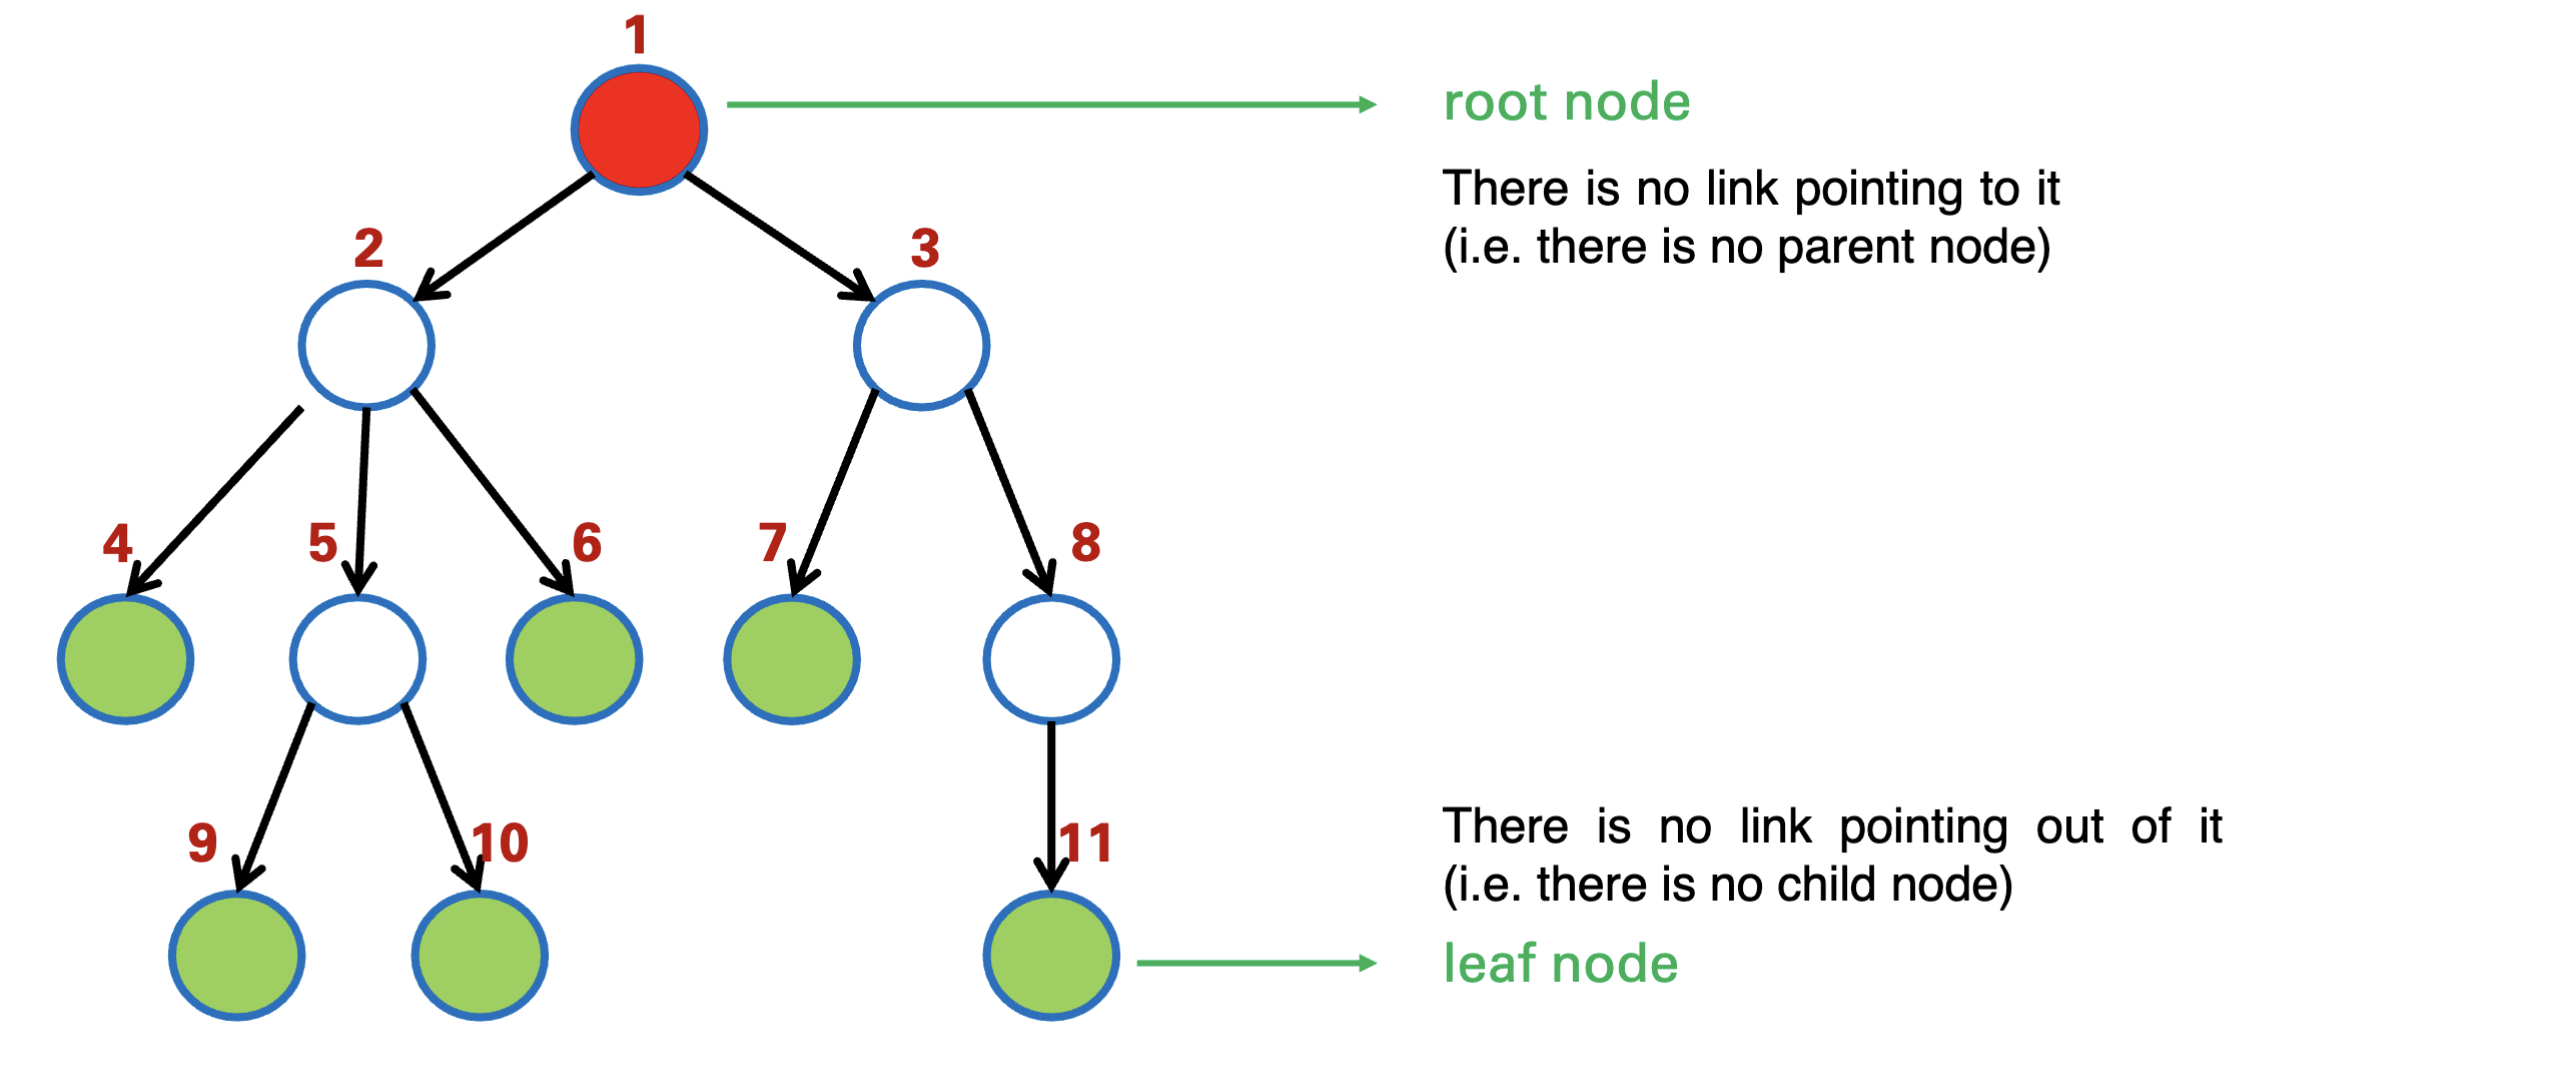 1
root node
There is no link pointing to it
(i.e. there is no parent node)
2 3
4 5 6 7 8
9 10 11
There is no link pointing out of it
(i.e. there is no child node)
leaf node